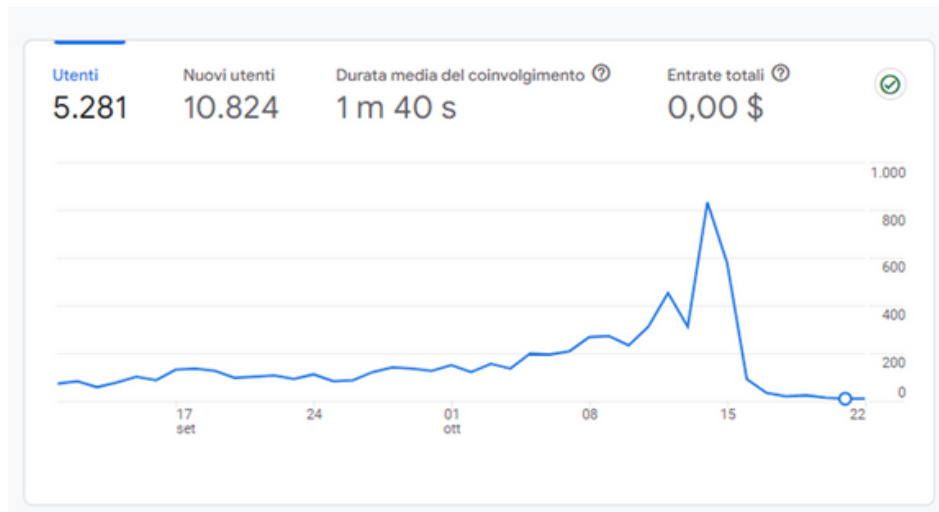 Utenti
5.281
Nuovi utenti
10.824
Durata media del coinvolgimento
1 m 40 s
Entrate totali
0,00 $
1.000
800
600
400
200
0
17
set
24
01
ott
08
15
22